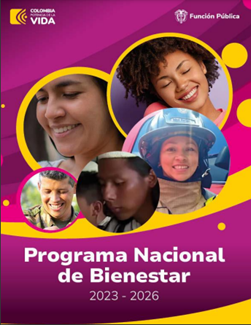 COLOMBIA
POTENCIA DE LA
VIDA
Función Pública
Programa Nacional
de Bienestar
2023 - 2026